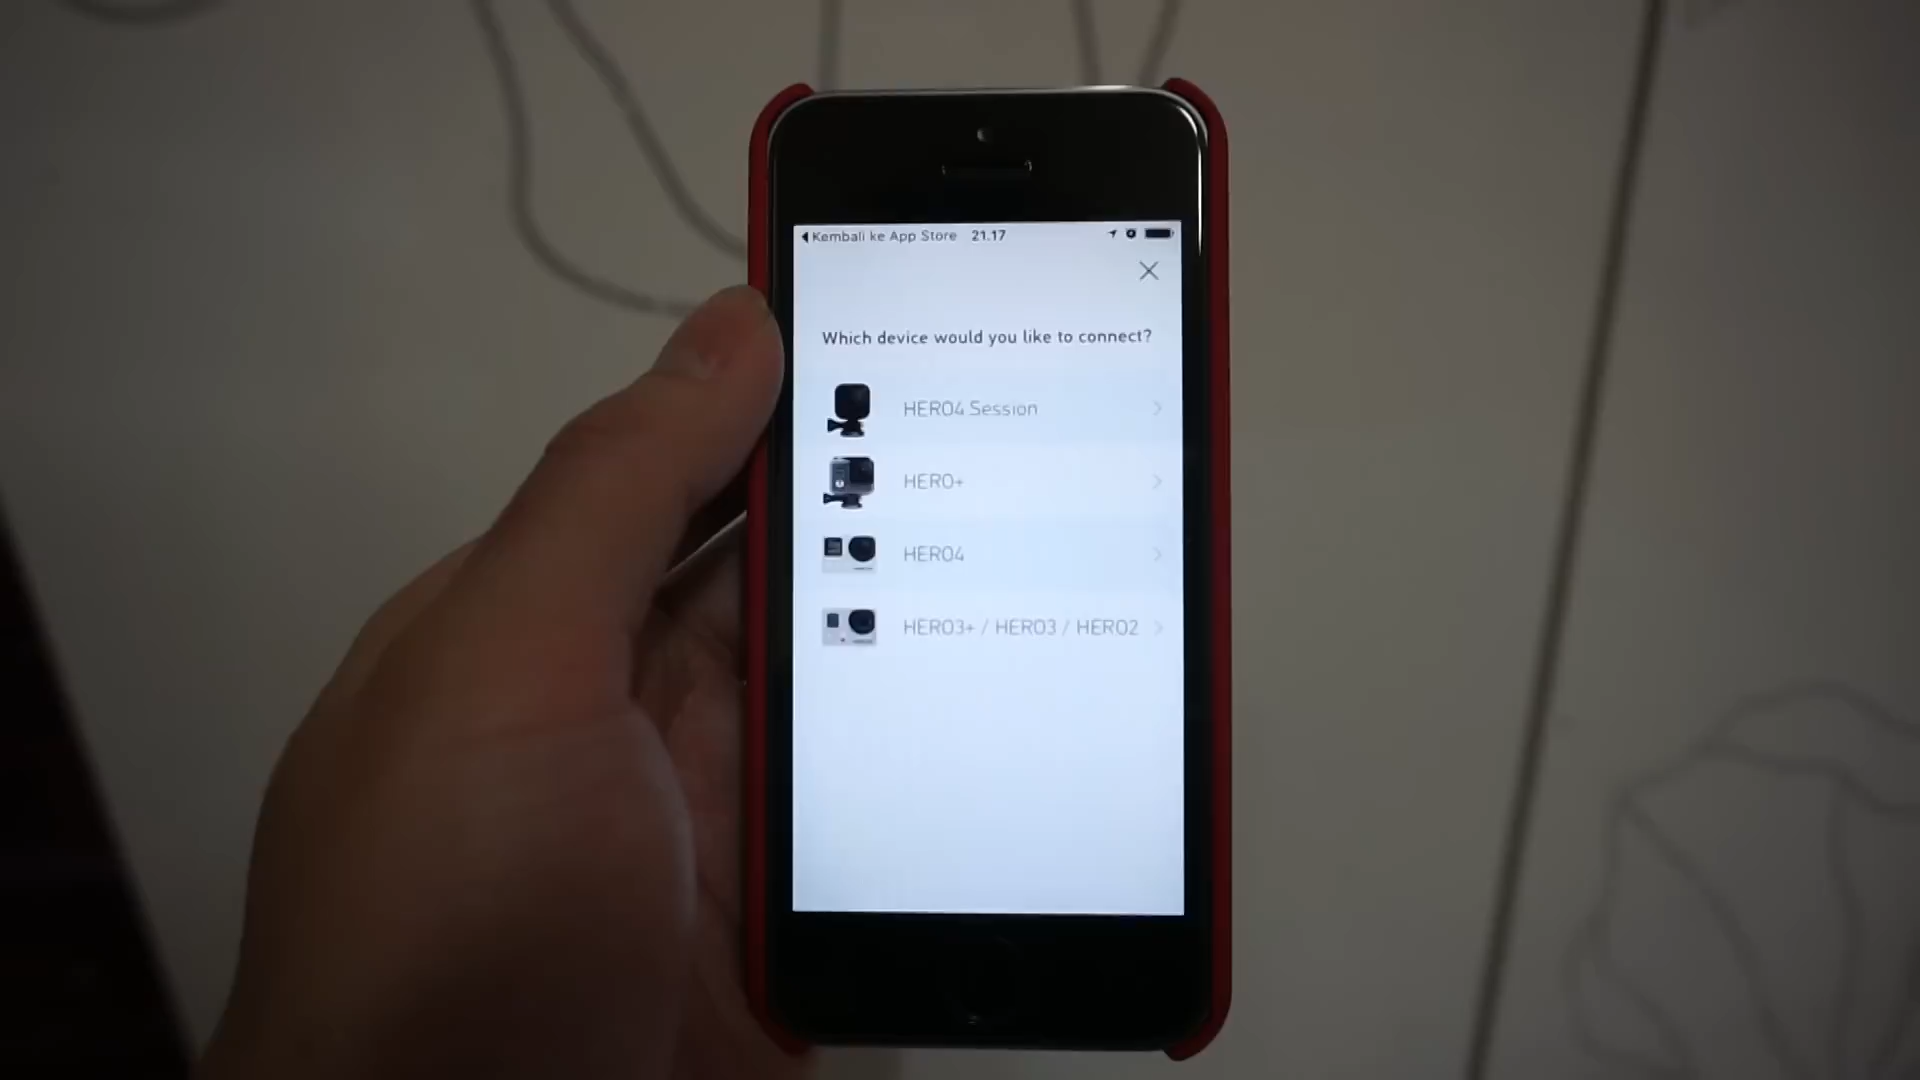 Kembali ke App Store 21.17
Which device would you like to connect?
HERO4 Session
HERO+
HERO4
HERO3+ / HERO3 / HERO2